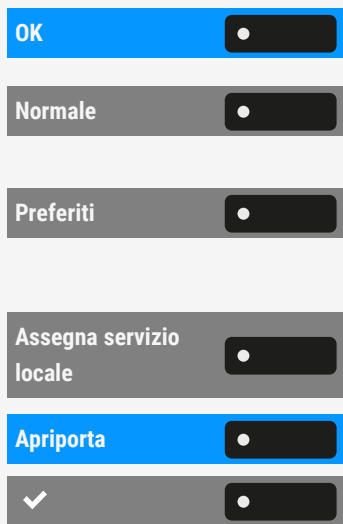 OK
Normale
Preferiti
Assegna servizio
locale
Apriporta